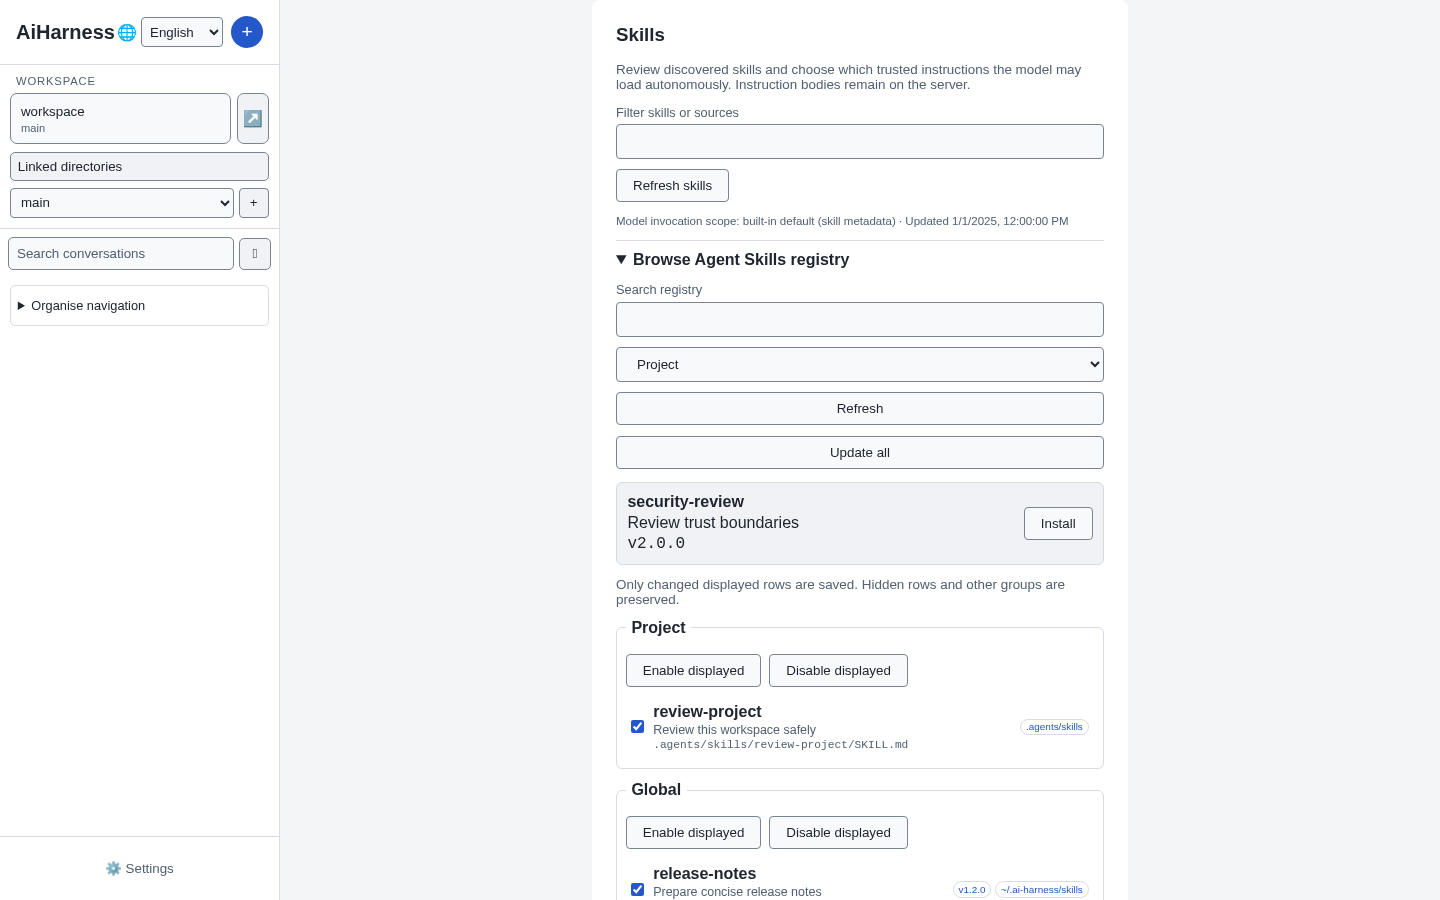 AiHarness
English
+
WORKSPACE
workspace
main
Linked directories
main
+
Search conversations
Organise navigation
Settings
Skills
Review discovered skills and choose which trusted instructions the model may
load autonomously. Instruction bodies remain on the server.
Filter skills or sources
Refresh skills
Model invocation scope: built-in default (skill metadata) · Updated 1/1/2025, 12:00:00 PM
Browse Agent Skills registry
Search registry
Project
Refresh
Update all
security-review
Review trust boundaries
v2.0.0
Install
Only changed displayed rows are saved. Hidden rows and other groups are
preserved.
Project
Enable displayed Disable displayed
review-project
Review this workspace safely
.agents/skills/review-project/SKILL.md
.agents/skills
Global
Enable displayed Disable displayed
release-notes
Prepare concise release notes
v1.2.0 ~/.ai-harness/skills